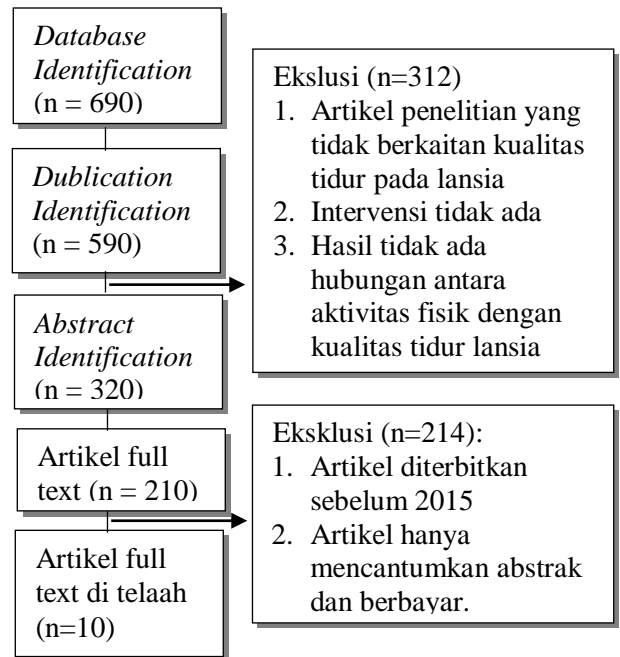 Database
Identification
(n = 690)
Ekslusi (n=312)
1. Artikel penelitian yang
tidak berkaitan kualitas
tidur pada lansia
2. Intervensi tidak ada
3. Hasil tidak ada
hubungan antara
aktivitas fisik dengan
kualitas tidur lansia
Dublication
Identification
(n = 590)
Abstract
Identification
(n = 320)
Artikel full
text (n = 210)
Eksklusi (n=214):
1. Artikel diterbitkan
sebelum 2015
2. Artikel hanya
mencantumkan abstrak
dan berbayar.
Artikel full
text di telaah
(n=10)